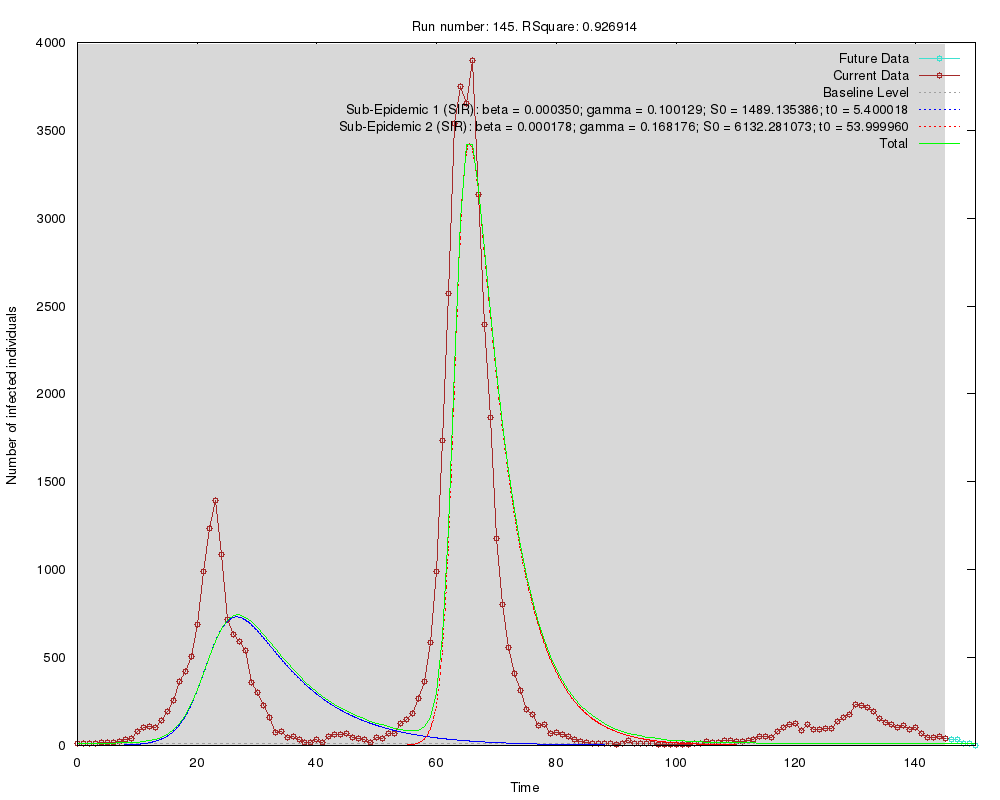 Run number: 145. RSquare: 0.926914
4000
3500
3000
2500
2000
1500
1000
500
0
Number of infected individuals
Future Data
Current Data
Baseline Level
Sub-Epidemic 1 (SIR): beta = 0.000350; gamma = 0.100129; S0 = 1489.135386; t0 = 5.400018
Sub-Epidemic 2 (SIR): beta = 0.000178; gamma = 0.168176; S0 = 6132.281073; t0 = 53.999960
Total
0 20 40 60 80 100 120 140
Time